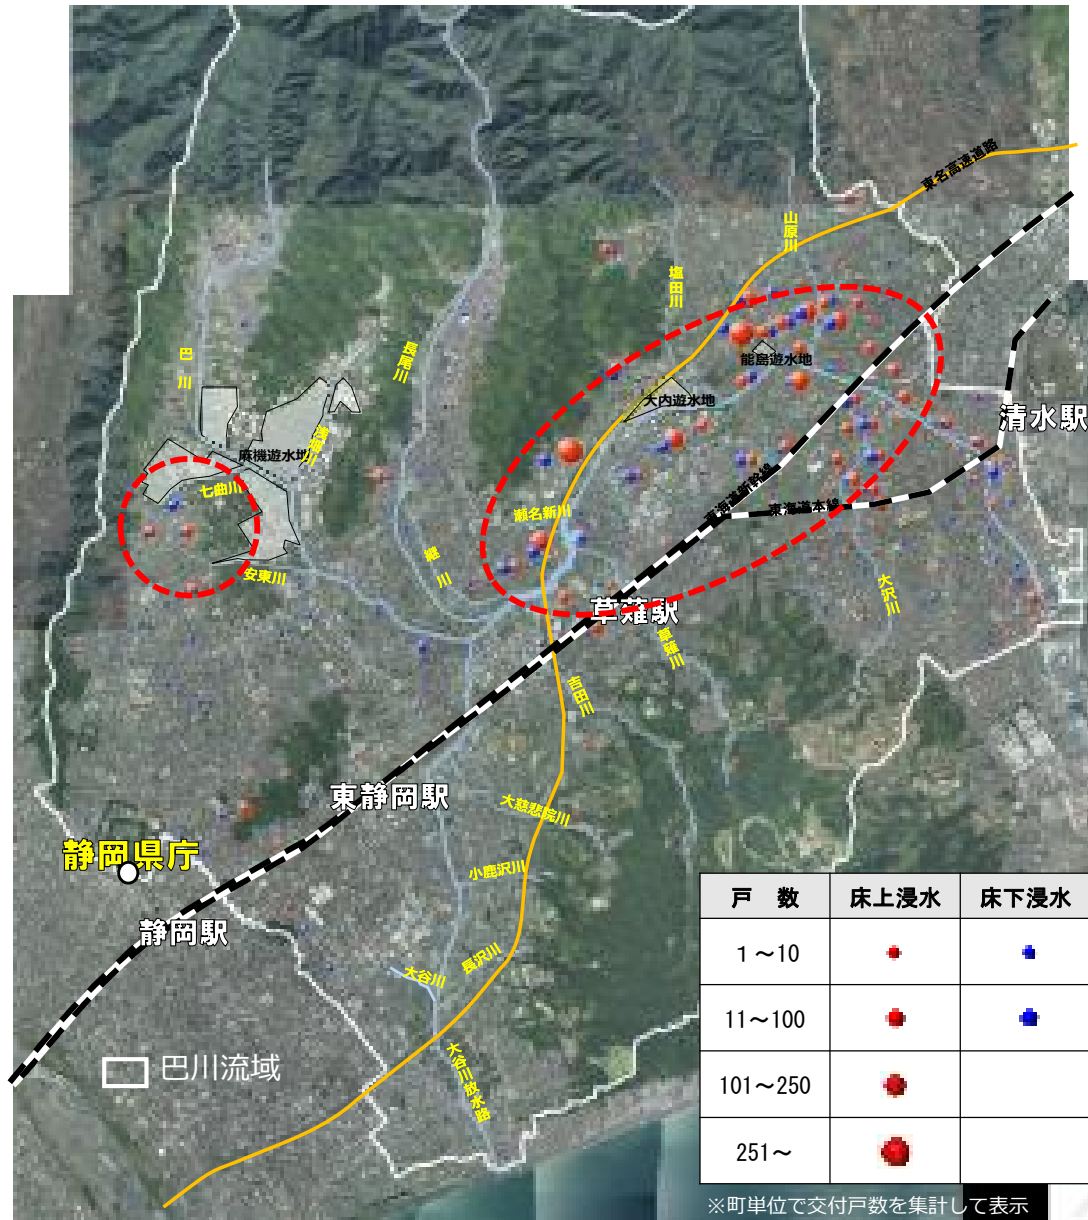 東名高速道路
山原川
塩田川
巴川
長尾川
能島遊水地
大内遊水地
清水駅
麻機遊水地
七曲川
東海道新幹線
東海道本線
瀬名新川
継川
安東川
大沢川
草薙駅
草薙川
吉田川
東静岡駅
大慈悲院川
静岡県庁
小鹿沢川
静岡駅
長沢川
大谷川
大谷川放水路
巴川流域
戸 数 床上浸水 床下浸水
1～10
11～100
101～250
251～
※町単位で交付戸数を集計して表示